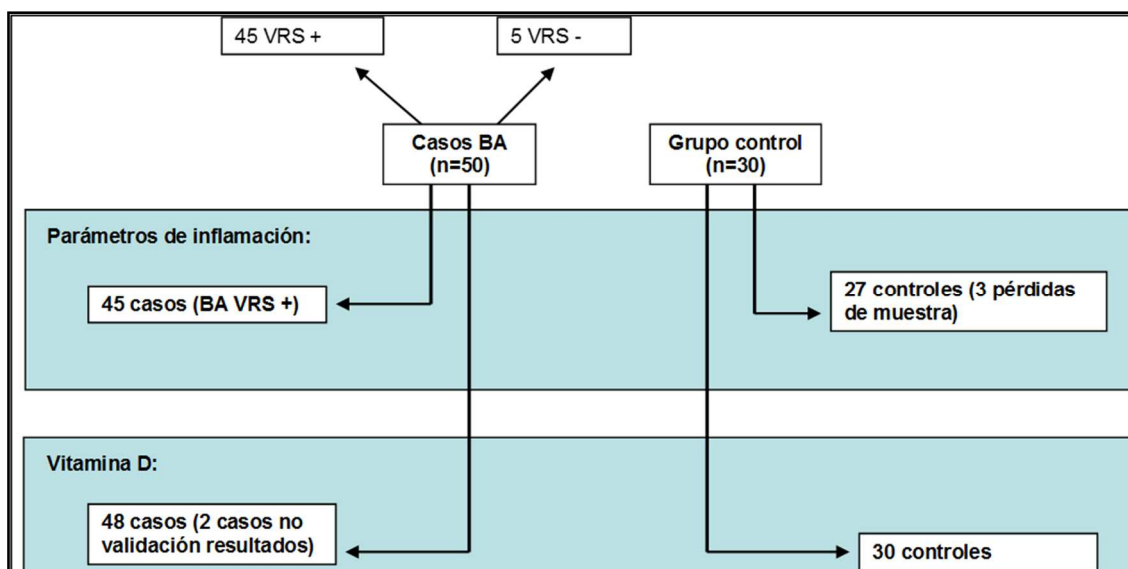 45 VRS +
5 VRS -
Casos BA
(n=50)
Grupo control
(n=30)
Parámetros de inflamación:
45 casos (BA VRS +)
27 controles (3 pérdidas
de muestra)
Vitamina D:
48 casos (2 casos no
validación resultados)
30 controles